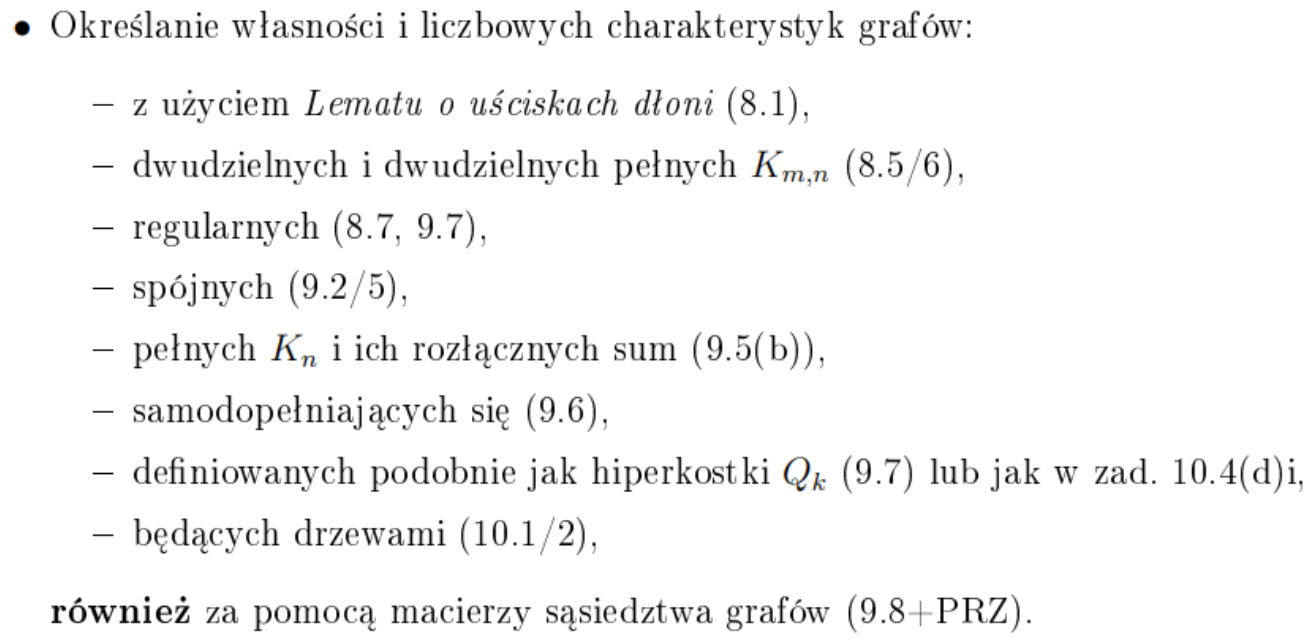 • Określanie własności i liczbowych charakterystyk grafów:
– z użyciem Lematu o uściskach dłoni (8.1),
– dwudzielnych i dwudzielnych pełnych K_{m,n} (8.5/6),
– regularnych (8.7, 9.7),
– spójnych (9.2/5),
– pełnych K_n i ich rozłącznych sum (9.5(b)),
– samodopełniających się (9.6),
– definiowanych podobnie jak hiperkostki Q_k (9.7) lub jak w zad. 10.4(d)i,
– będących drzewami (10.1/2),
również za pomocą macierzy sąsiedztwa grafów (9.8+PRZ).